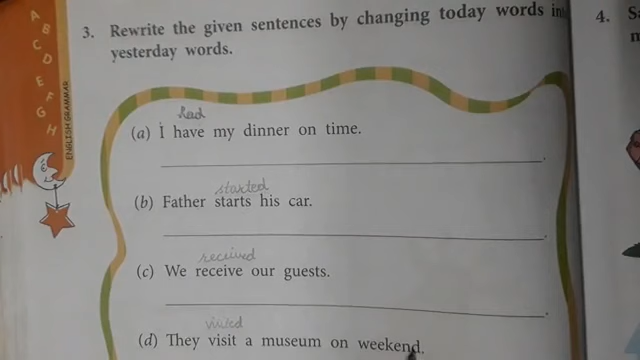 A
B
C
D
E
F
G
H
ENGLISH GRAMMAR
3. Rewrite the given sentences by changing today words
yesterday words.
had
(a) I have my dinner on time.
started
(b) Father starts his car.
received
(c) We receive our guests.
visited
(d) They visit a museum on weekend.
4.